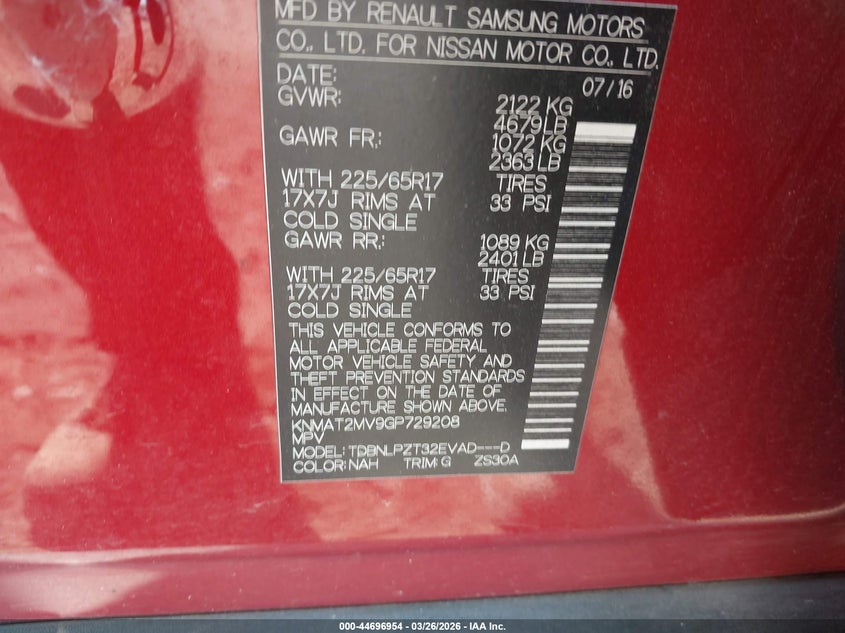 MFD BY RENAULT SAMSUNG MOTORS
CO., LTD. FOR NISSAN MOTOR CO., LTD.
DATE: 07/16
GVWR: 2122 KG
4679 LB
GAWR FR.: 1072 KG
2363 LB
WITH 225/65R17 TIRES
17X7J RIMS AT 33 PSI
COLD SINGLE
GAWR RR.: 1089 KG
2401 LB
WITH 225/65R17 TIRES
17X7J RIMS AT 33 PSI
COLD SINGLE
THIS VEHICLE CONFORMS TO
ALL APPLICABLE FEDERAL
MOTOR VEHICLE SAFETY AND
THEFT PREVENTION STANDARDS
IN EFFECT ON THE DATE OF
MANUFACTURE SHOWN ABOVE.
KNMAT2MV9GP729208
MPV
MODEL: TDBNLPZT32EVAD---D
COLOR: NAH TRIM: G ZS30A
000-44696954 – 03/26/2026 – IAA Inc.